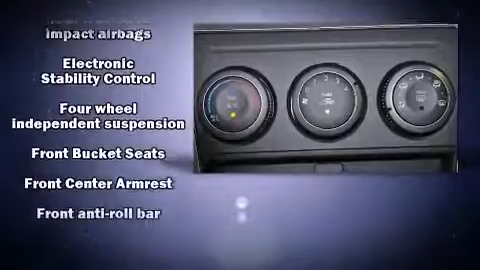 impact airbags
Electronic
Stability Control
Four wheel
independent suspension
Front Bucket Seats
Front Center Armrest
Front anti-roll bar